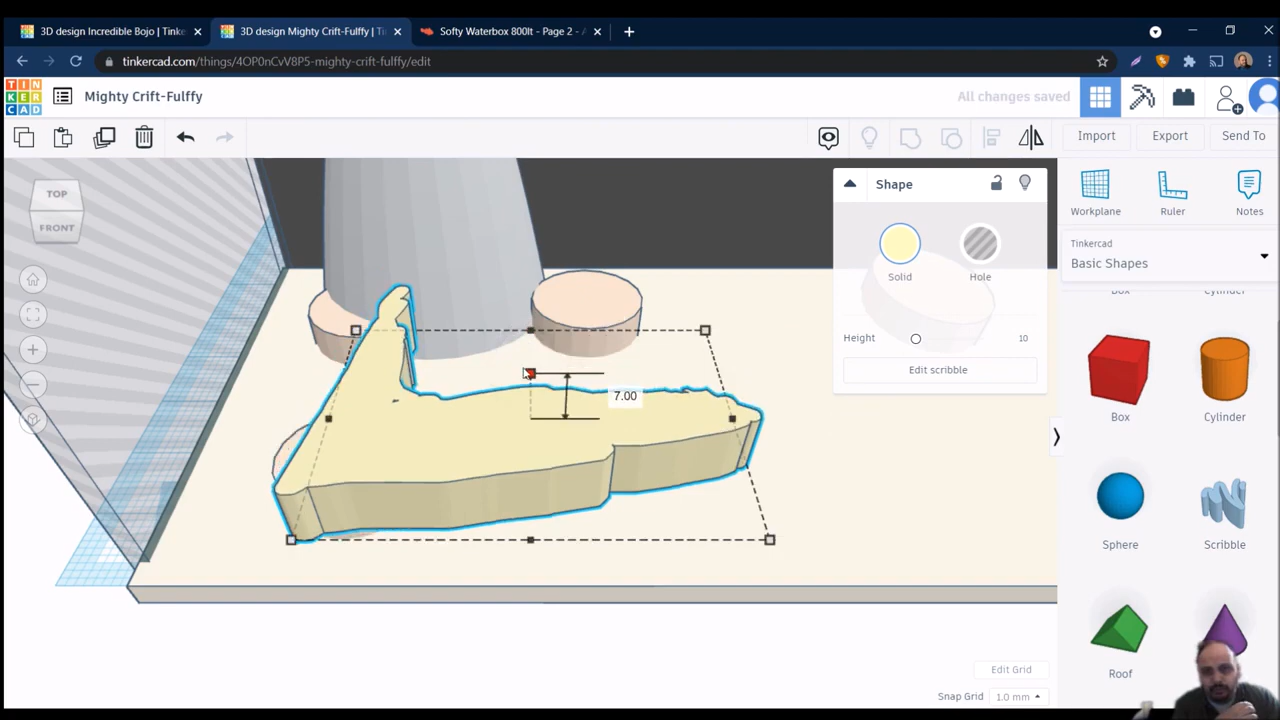 3D design Incredible Bojo | Tinke
3D design Mighty Crift-Fulffy | Ti
Softy Waterbox 800lt - Page 2 - A
tinkercad.com/things/4OP0nCvV8P5-mighty-crift-fulffy/edit
TIN
KER
CAD
Mighty Crift-Fulffy
All changes saved
Import
Export
Send To
TOP
FRONT
Shape
Solid
Hole
Height
10
Edit scribble
7.00
Workplane
Ruler
Notes
Tinkercad
Basic Shapes
Box
Cylinder
Box
Cylinder
Sphere
Scribble
Roof
Edit Grid
Snap Grid
1.0 mm